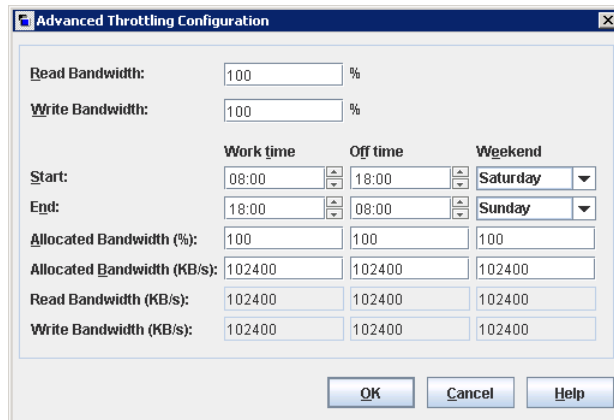 Advanced Throttling Configuration
Read Bandwidth: 100 %
Write Bandwidth: 100 %
Work time Off time Weekend
Start: 08:00 18:00 Saturday
End: 18:00 08:00 Sunday
Allocated Bandwidth (%): 100 100 100
Allocated Bandwidth (KB/s): 102400 102400 102400
Read Bandwidth (KB/s): 102400 102400 102400
Write Bandwidth (KB/s): 102400 102400 102400
OK Cancel Help